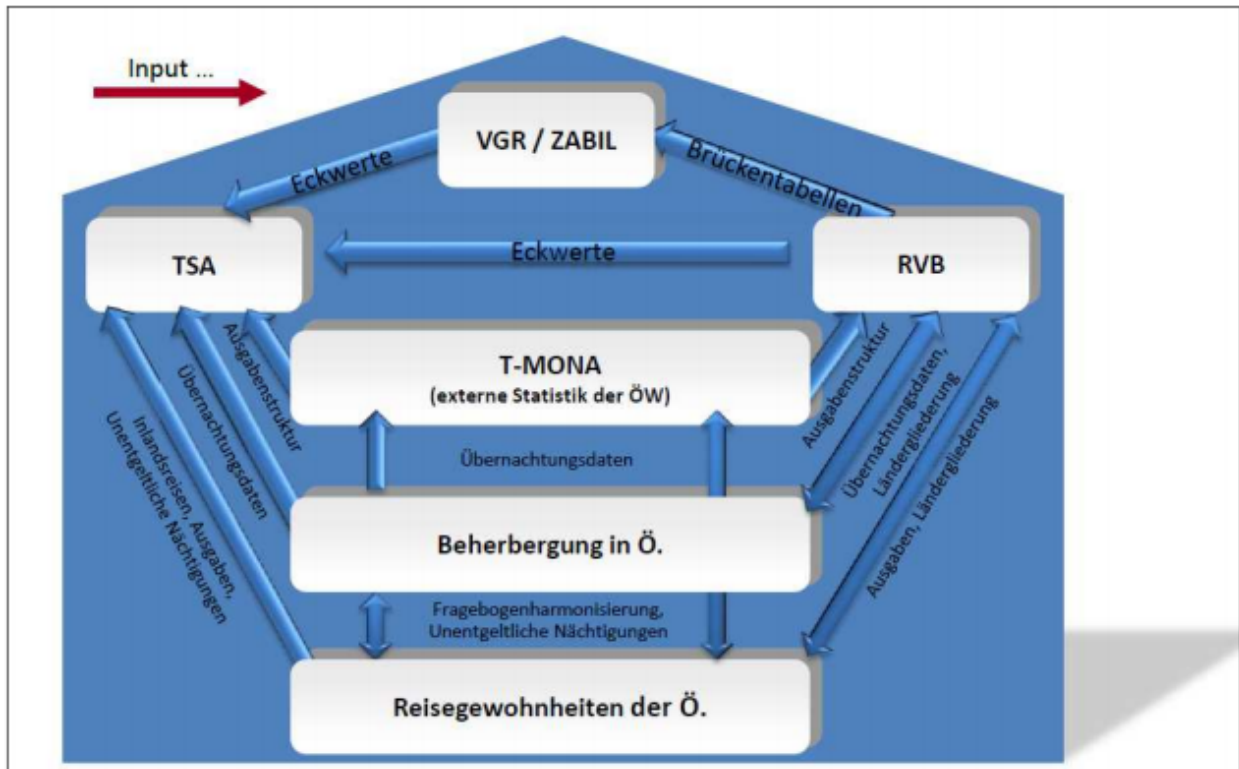 Input ...
VGR / ZABIL
Eckwerte
Brückentabellen
TSA
Eckwerte
RVB
T-MONA
(externe Statistik der ÖW)
Ausgabenstruktur
Übernachtungsdaten
Inlandsreisen, Ausgaben,
Unentgeltliche Nächtigungen
Ausgabenstruktur
Übernachtungsdaten,
Ländergliederung
Ausgaben, Ländergliederung
Übernachtungsdaten
Beherbergung in Ö.
Fragebogenharmonisierung,
Unentgeltliche Nächtigungen
Reisegewohnheiten der Ö.